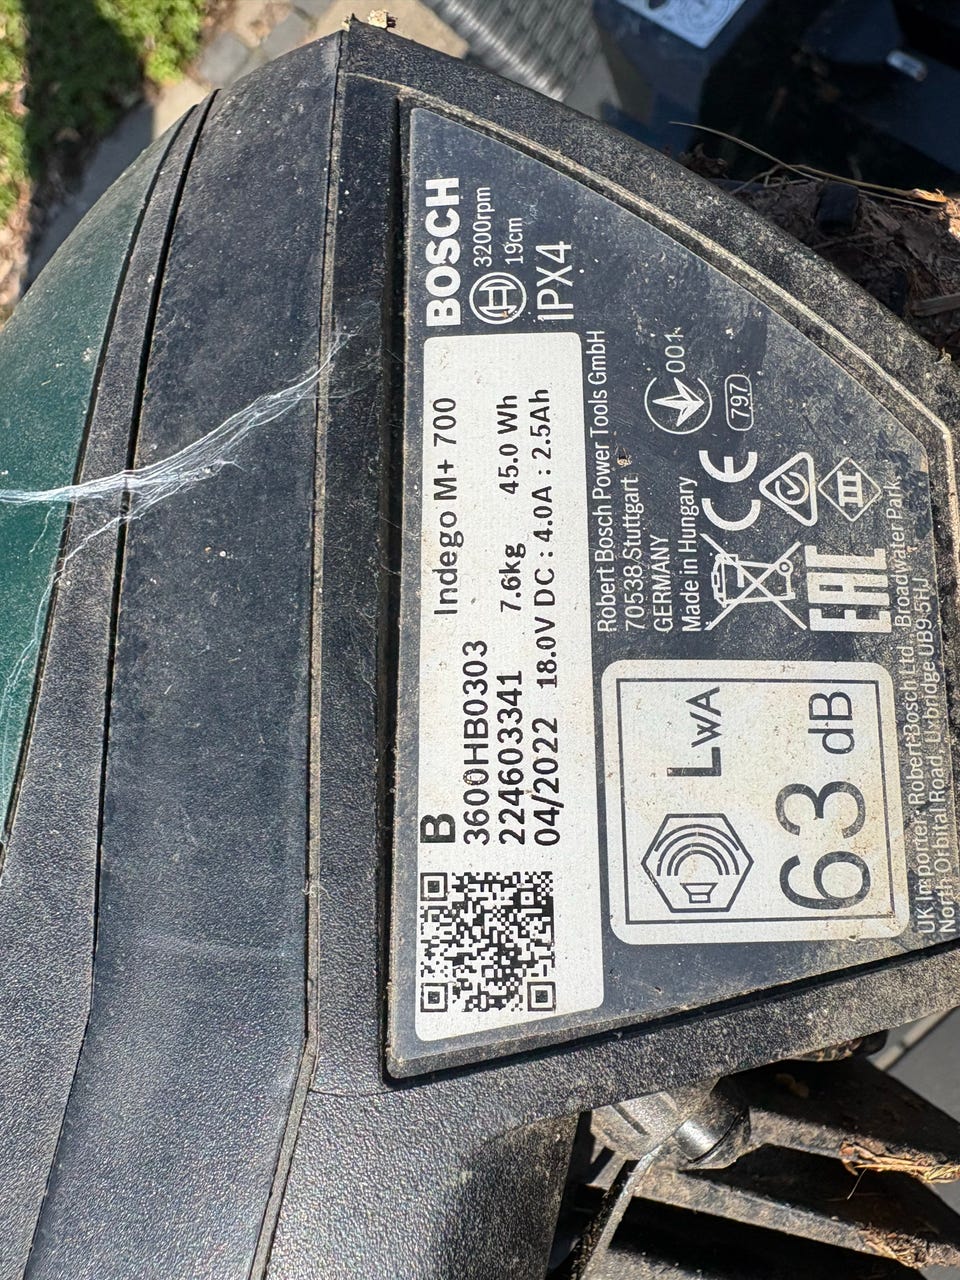 BOSCH
3200rpm
19cm
IPX4
B
3600HB0303
Indego M+ 700
224603341
7.6kg 45.0 Wh
04/2022
18.0V DC : 4.0A : 2.5Ah
Robert Bosch Power Tools GmbH
70538 Stuttgart
GERMANY
Made in Hungary
001
797
CE
III
EAC
LWA
63 dB
UK Importer: Robert Bosch Ltd., Broadwater Park,
North Orbital Road, Uxbridge UB9 5HJ